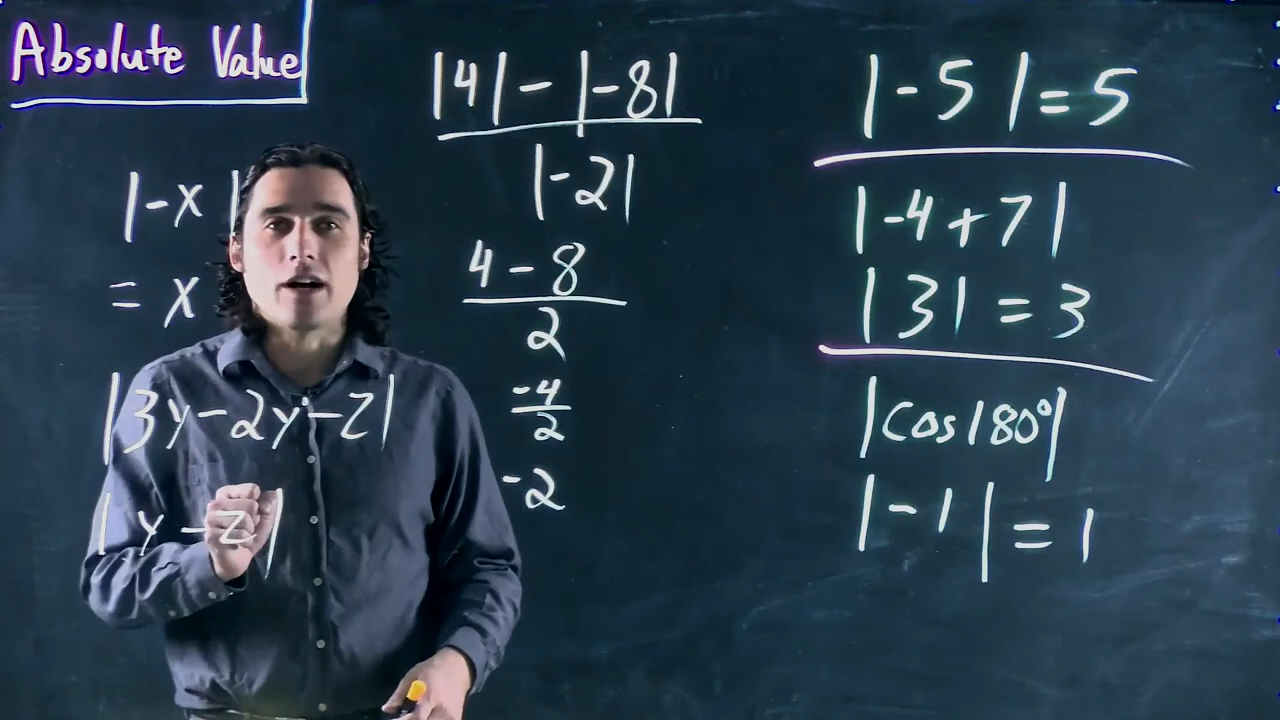 Absolute Value
|-x|
= x
|3y-2y-z|
|y-z|
|4|-|-8|
|-2|
4-8
2
-4
2
-2
|-5|=5
|-4+7|
|3|=3
|cos180°|
|-1|=1